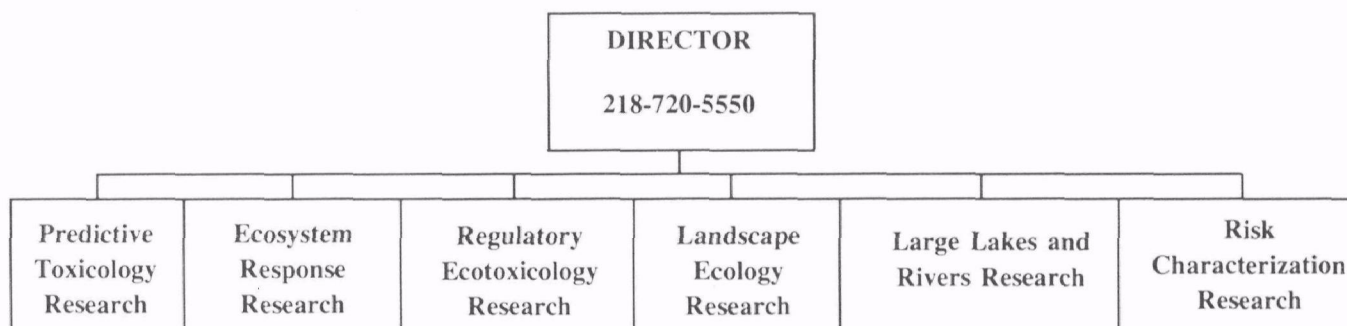 DIRECTOR
218-720-5550
Predictive
Toxicology
Research
Ecosystem
Response
Research
Regulatory
Ecotoxicology
Research
Landscape
Ecology
Research
Large Lakes and
Rivers Research
Risk
Characterization
Research